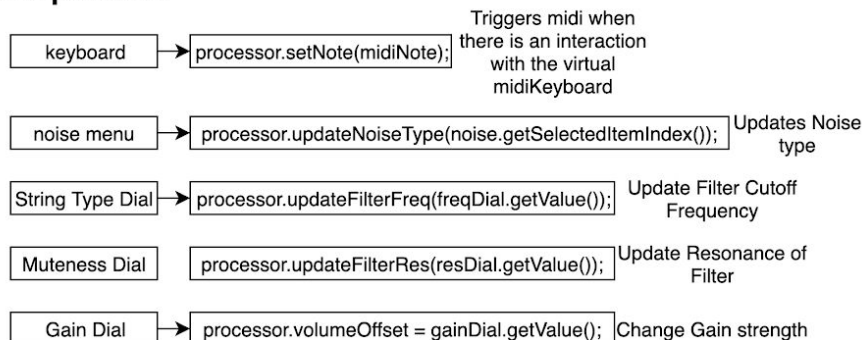 keyboard
processor.setNote(midiNote);
Triggers midi when
there is an interaction
with the virtual
midiKeyboard
noise menu
processor.updateNoiseType(noise.getSelectedItemIndex());
Updates Noise
type
String Type Dial
processor.updateFilterFreq(freqDial.getValue());
Update Filter Cutoff
Frequency
Muteness Dial
processor.updateFilterRes(resDial.getValue());
Update Resonance of
Filter
Gain Dial
processor.volumeOffset = gainDial.getValue();
Change Gain strength